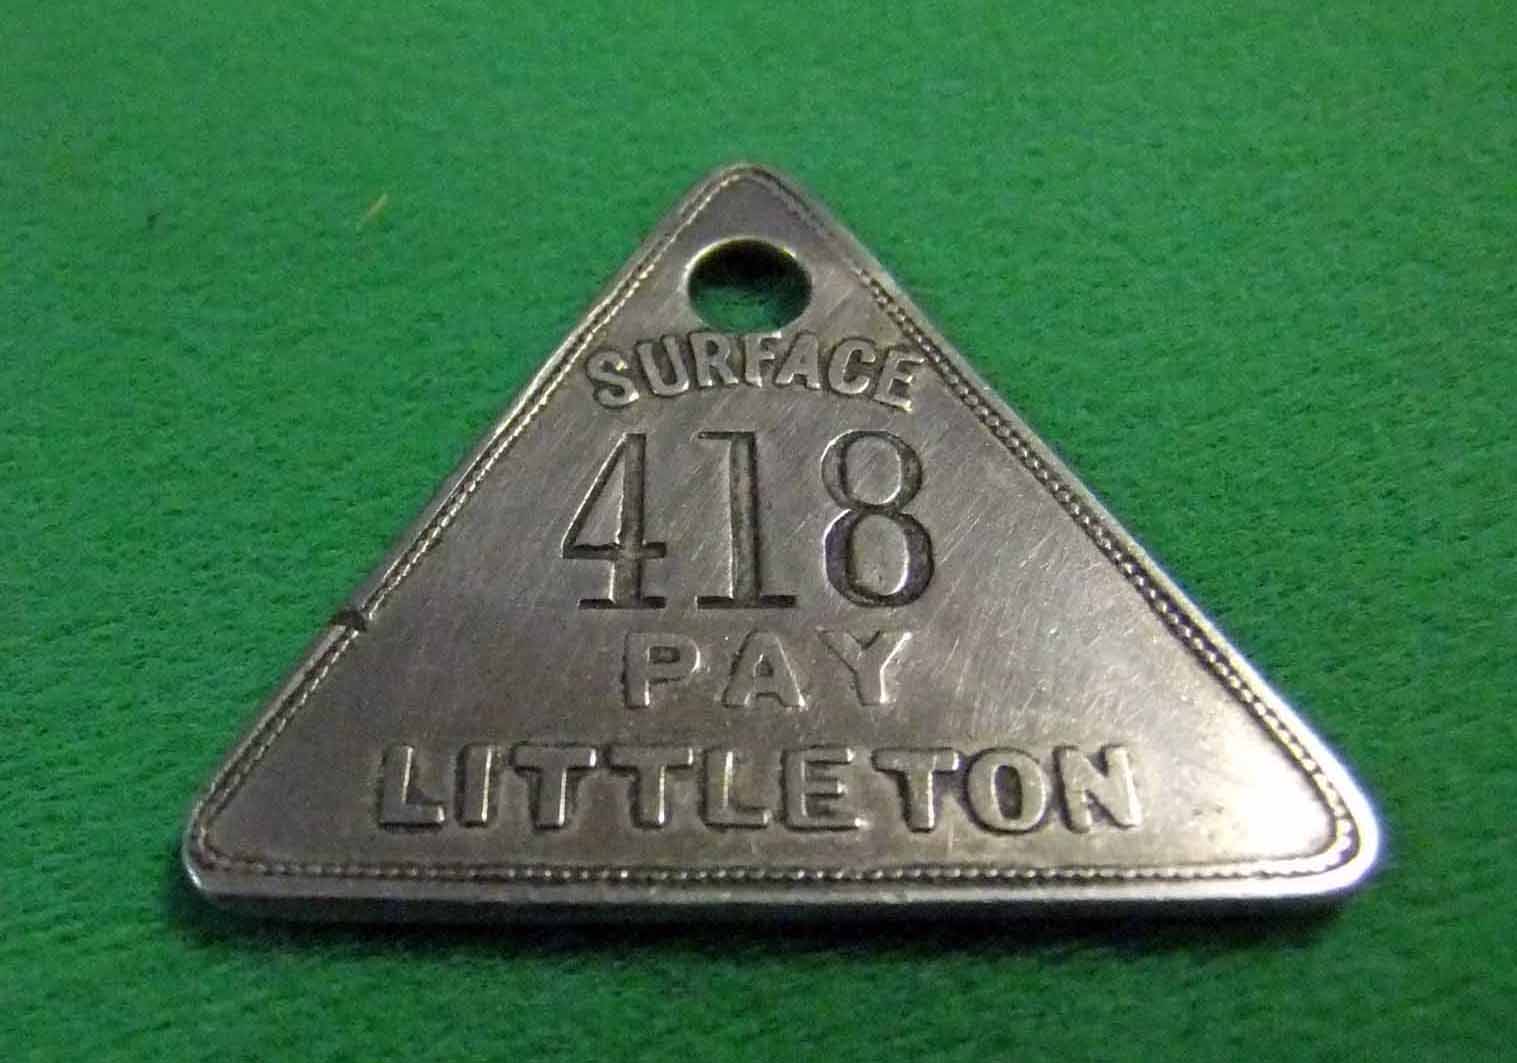 SURFACE
418
PAY
LITTLETON